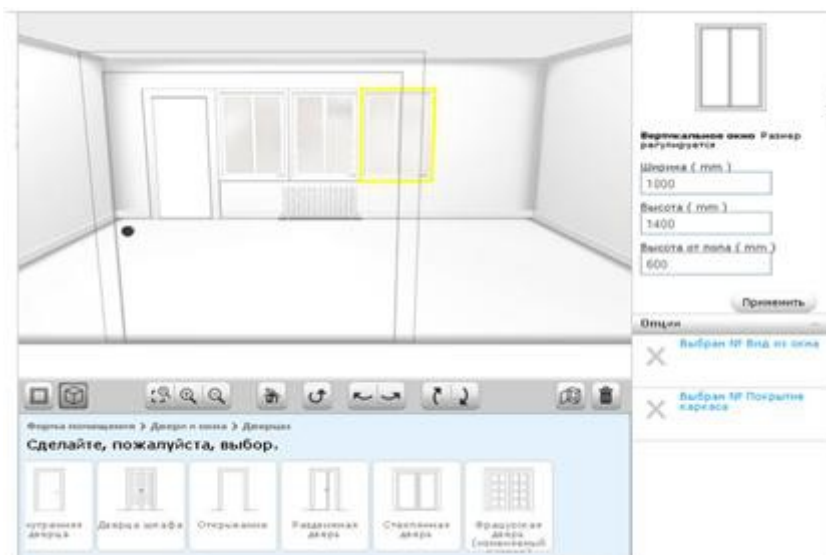 Вертикальное окно Размер
регулируется
Ширина ( mm )
1000
Высота ( mm )
1400
Высота от пола ( mm )
600
Применить
Опции
Выбран № Вид из окна
Выбран № Покрытие
каркаса
Форма помещения > Двери и окна > Дверцы
Сделайте, пожалуйста, выбор.
дверца
Дверца шкафа
Открывание
Раздвижная
дверь
Стеклянная
дверь
дверь